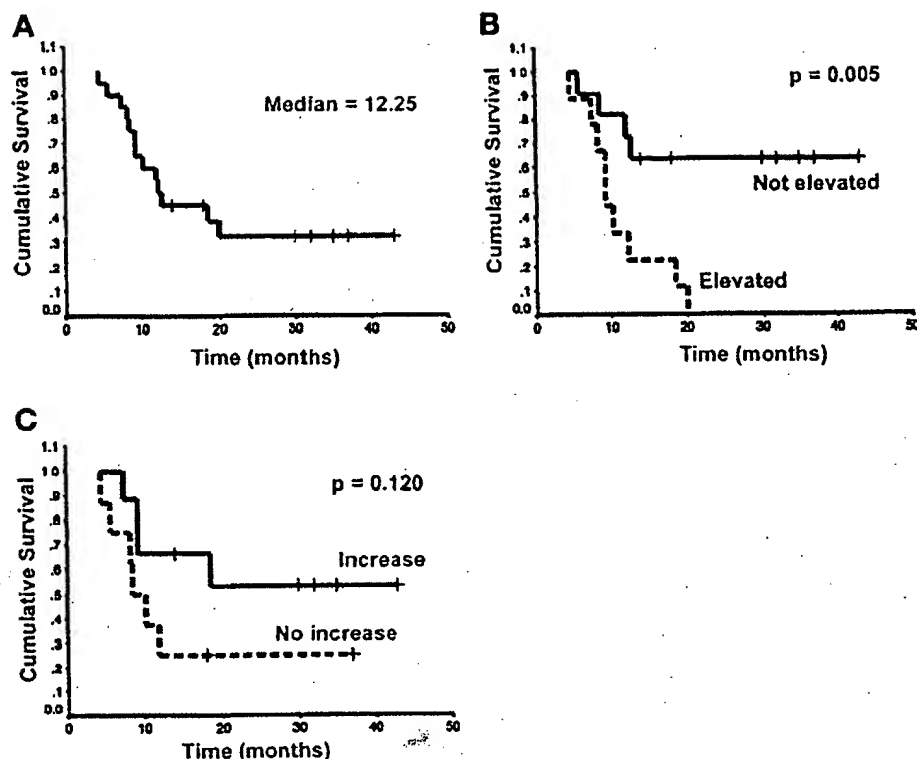 A
1.1
1.0
.9
.8
.7
.6
.5
.4
.3
.2
.1
0.0
Cumulative Survival
Median = 12.25
0 10 20 30 40 50
Time (months)
B
1.1
1.0
.9
.8
.7
.6
.5
.4
.3
.2
.1
0.0
Cumulative Survival
p = 0.005
Not elevated
Elevated
0 10 20 30 40 50
Time (months)
C
1.1
1.0
.9
.8
.7
.6
.5
.4
.3
.2
.1
0.0
Cumulative Survival
p = 0.120
Increase
No increase
0 10 20 30 40 50
Time (months)